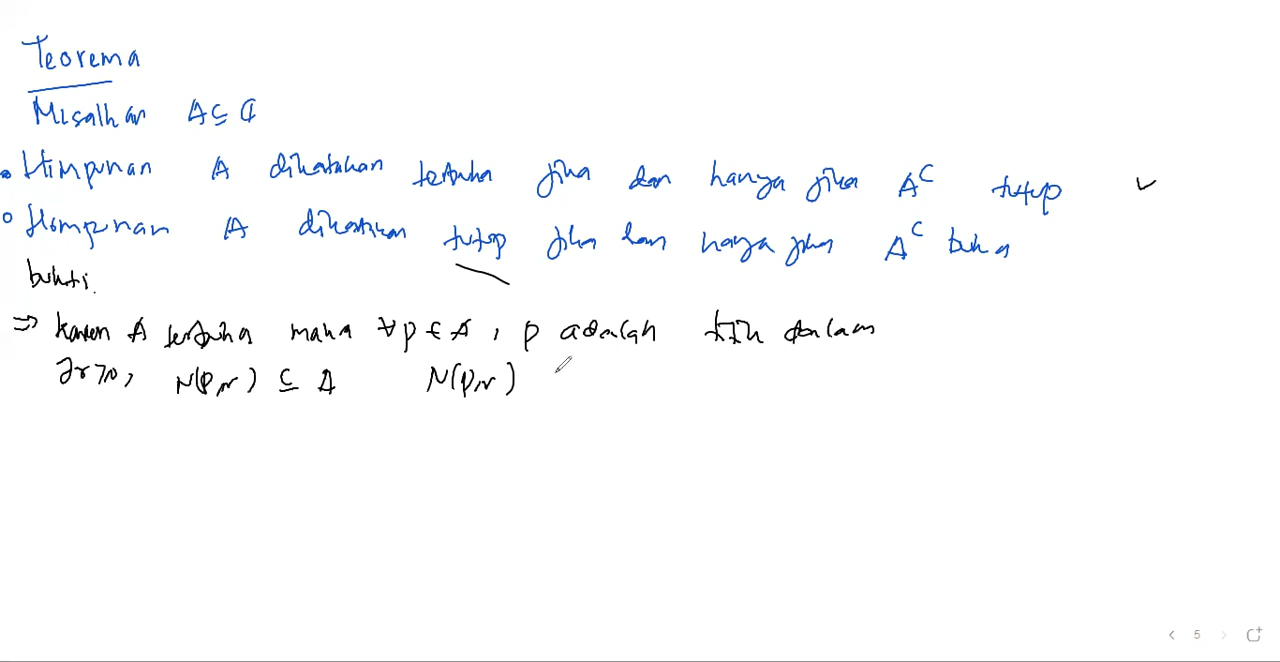 Teorema
Misalkan A ⊆ ℂ
• Himpunan A dikatakan terbuka jika dan hanya jika A^c tutup ✓
∘ Himpunan A dikatakan tutup jika dan hanya jika A^c buka
bukti.
⇒ karena A terbuka maka ∀p ∈ A, p adalah titik dalam
∃r>0, N(p,r) ⊆ A N(p,r)
5